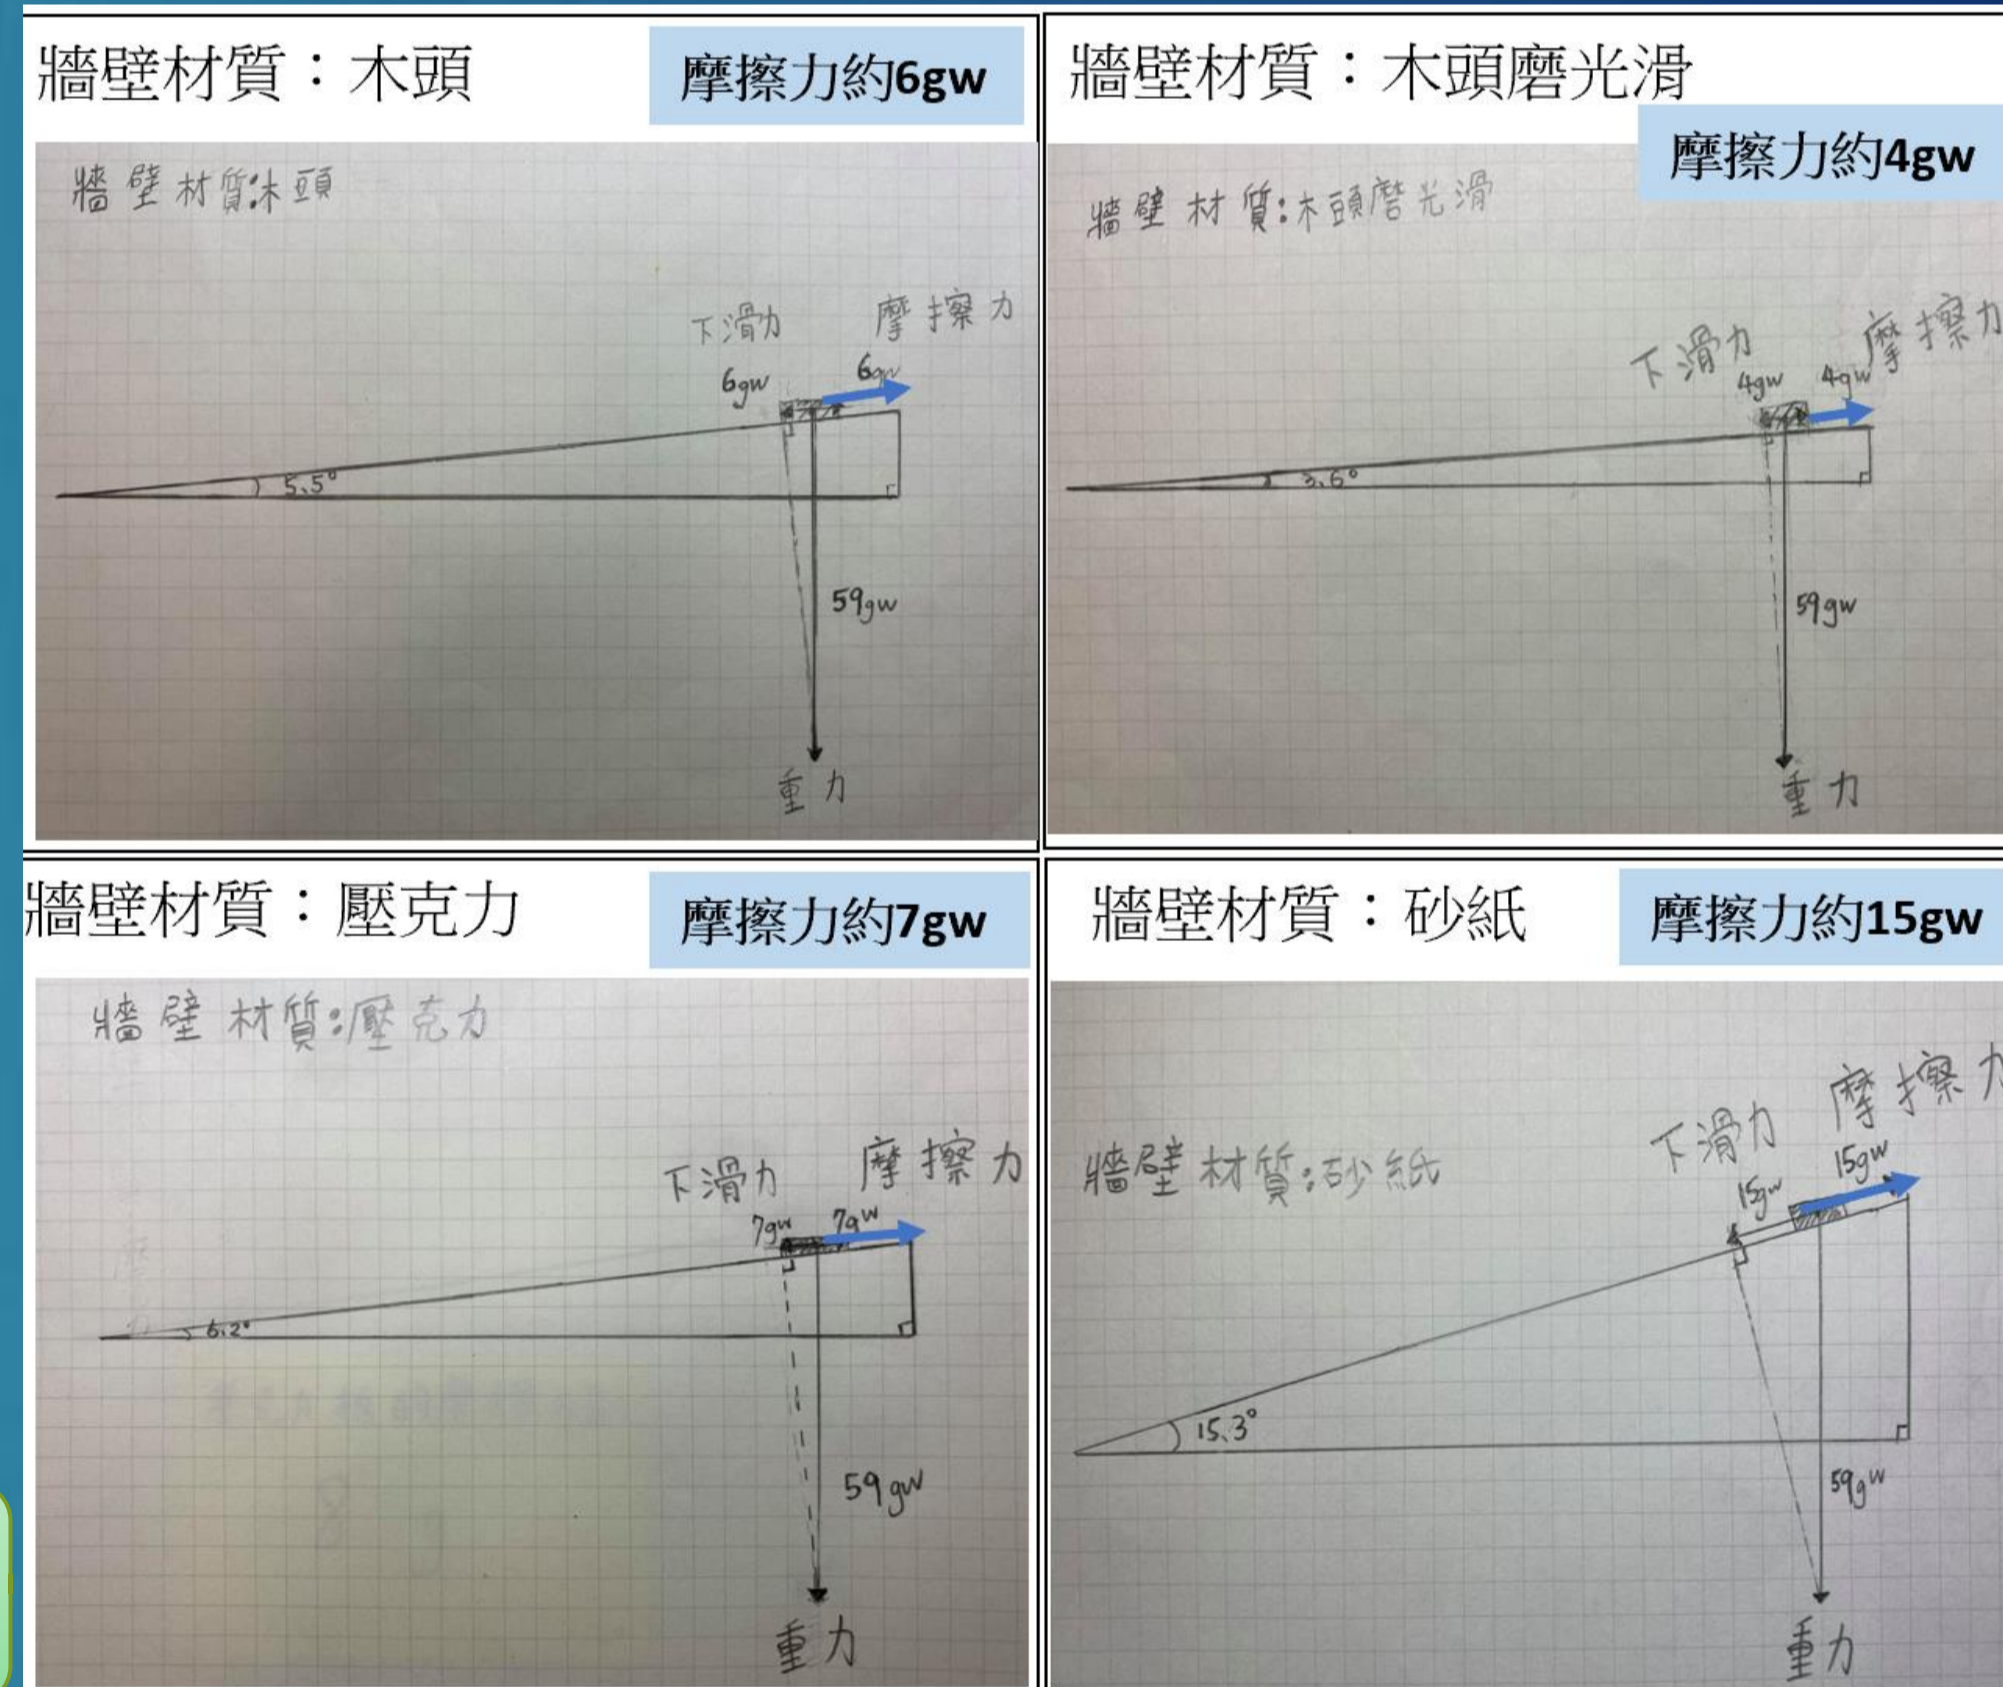 牆壁材質：木頭
摩擦力約6gw
牆壁材質:木頭
下滑力 摩擦力
6gw 6gw
5.5°
59gw
重力
牆壁材質：木頭磨光滑
摩擦力約4gw
牆壁材質:木頭磨光滑
下滑力 摩擦力
4gw 4gw
3.6°
59gw
重力
牆壁材質：壓克力
摩擦力約7gw
牆壁材質:壓克力
下滑力 摩擦力
7gw 7gw
6.2°
59gw
重力
牆壁材質：砂紙
摩擦力約15gw
牆壁材質:砂紙
下滑力 摩擦力
15gw 15gw
15.3°
59gw
重力